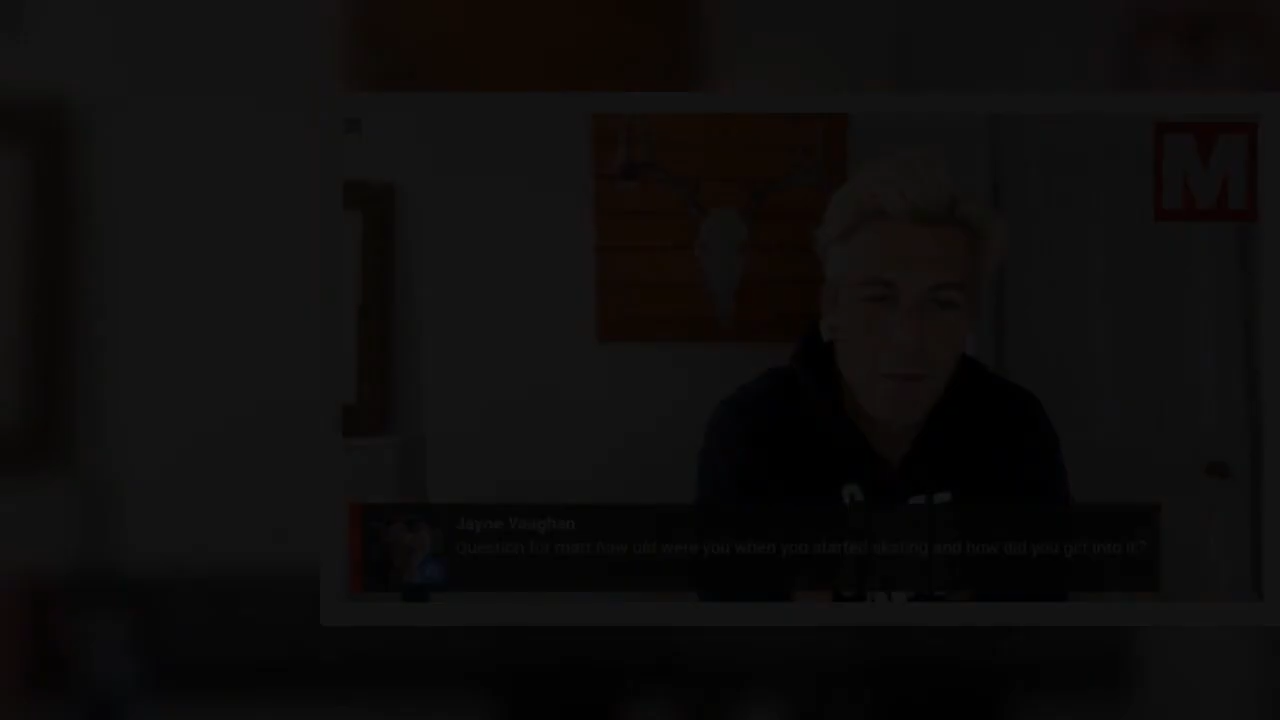 M
Jayne Vaughan
Question for matt how old were you when you started skating and how did you get into it?